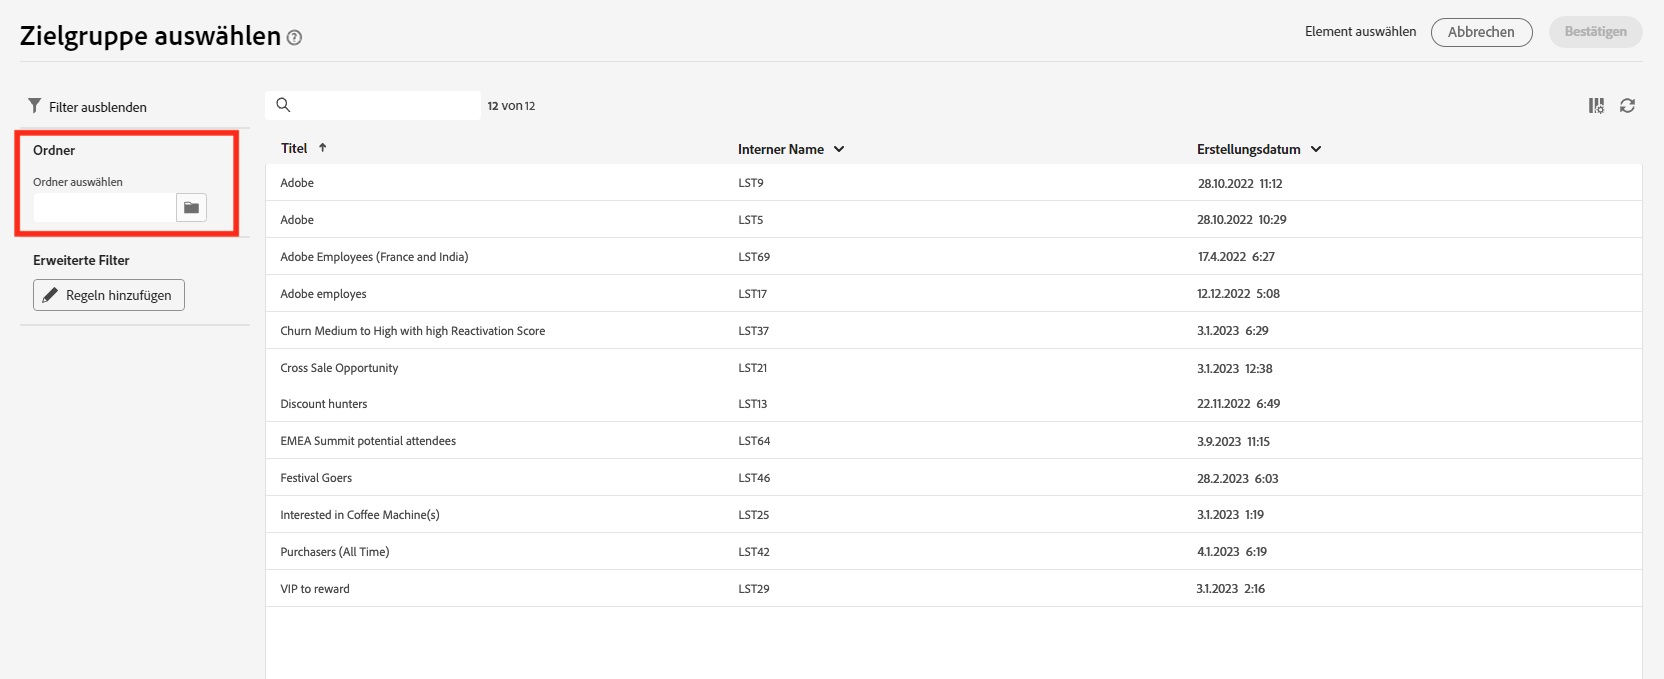 Zielgruppe auswählen
Element auswählen Abbrechen Bestätigen
Filter ausblenden
12 von 12
Ordner
Ordner auswählen
Erweiterte Filter
Regeln hinzufügen
Titel Interner Name Erstellungsdatum
Adobe LST9 28.10.2022 11:12
Adobe LST5 28.10.2022 10:29
Adobe Employees (France and India) LST69 17.4.2022 6:27
Adobe employes LST17 12.12.2022 5:08
Churn Medium to High with high Reactivation Score LST37 3.1.2023 6:29
Cross Sale Opportunity LST21 3.1.2023 12:38
Discount hunters LST13 22.11.2022 6:49
EMEA Summit potential attendees LST64 3.9.2023 11:15
Festival Goers LST46 28.2.2023 6:03
Interested in Coffee Machine(s) LST25 3.1.2023 1:19
Purchasers (All Time) LST42 4.1.2023 6:19
VIP to reward LST29 3.1.2023 2:16